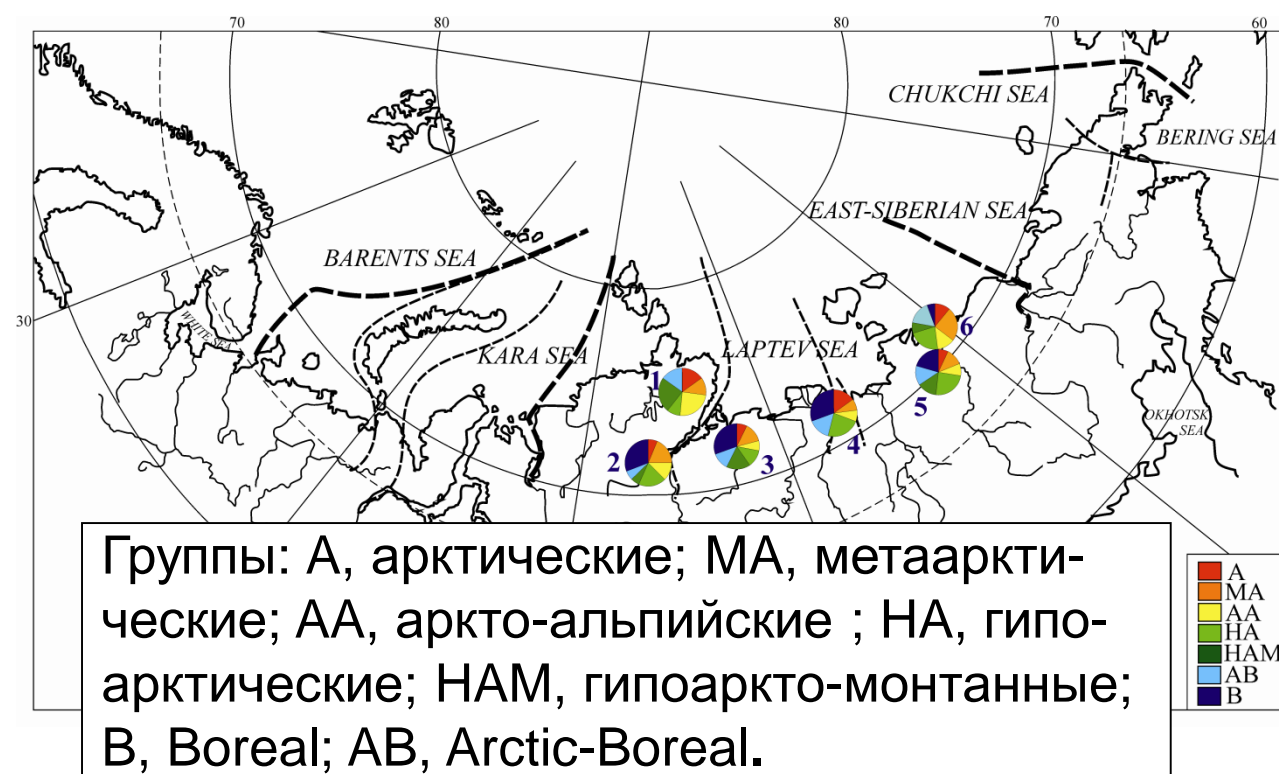 70
80
80
70
60
CHUKCHI SEA
BERING SEA
EAST-SIBERIAN SEA
BARENTS SEA
30
WHITE SEA
KARA SEA
LAPTEV SEA
1
6
5
OKHOTSK
SEA
4
2
3
Группы: А, арктические; МА, метааркти-
ческие; АА, аркто-альпийские ; НА, гипо-
арктические; НАМ, гипоаркто-монтанные;
B, Boreal; AB, Arctic-Boreal.
A
MA
AA
HA
HAM
AB
B